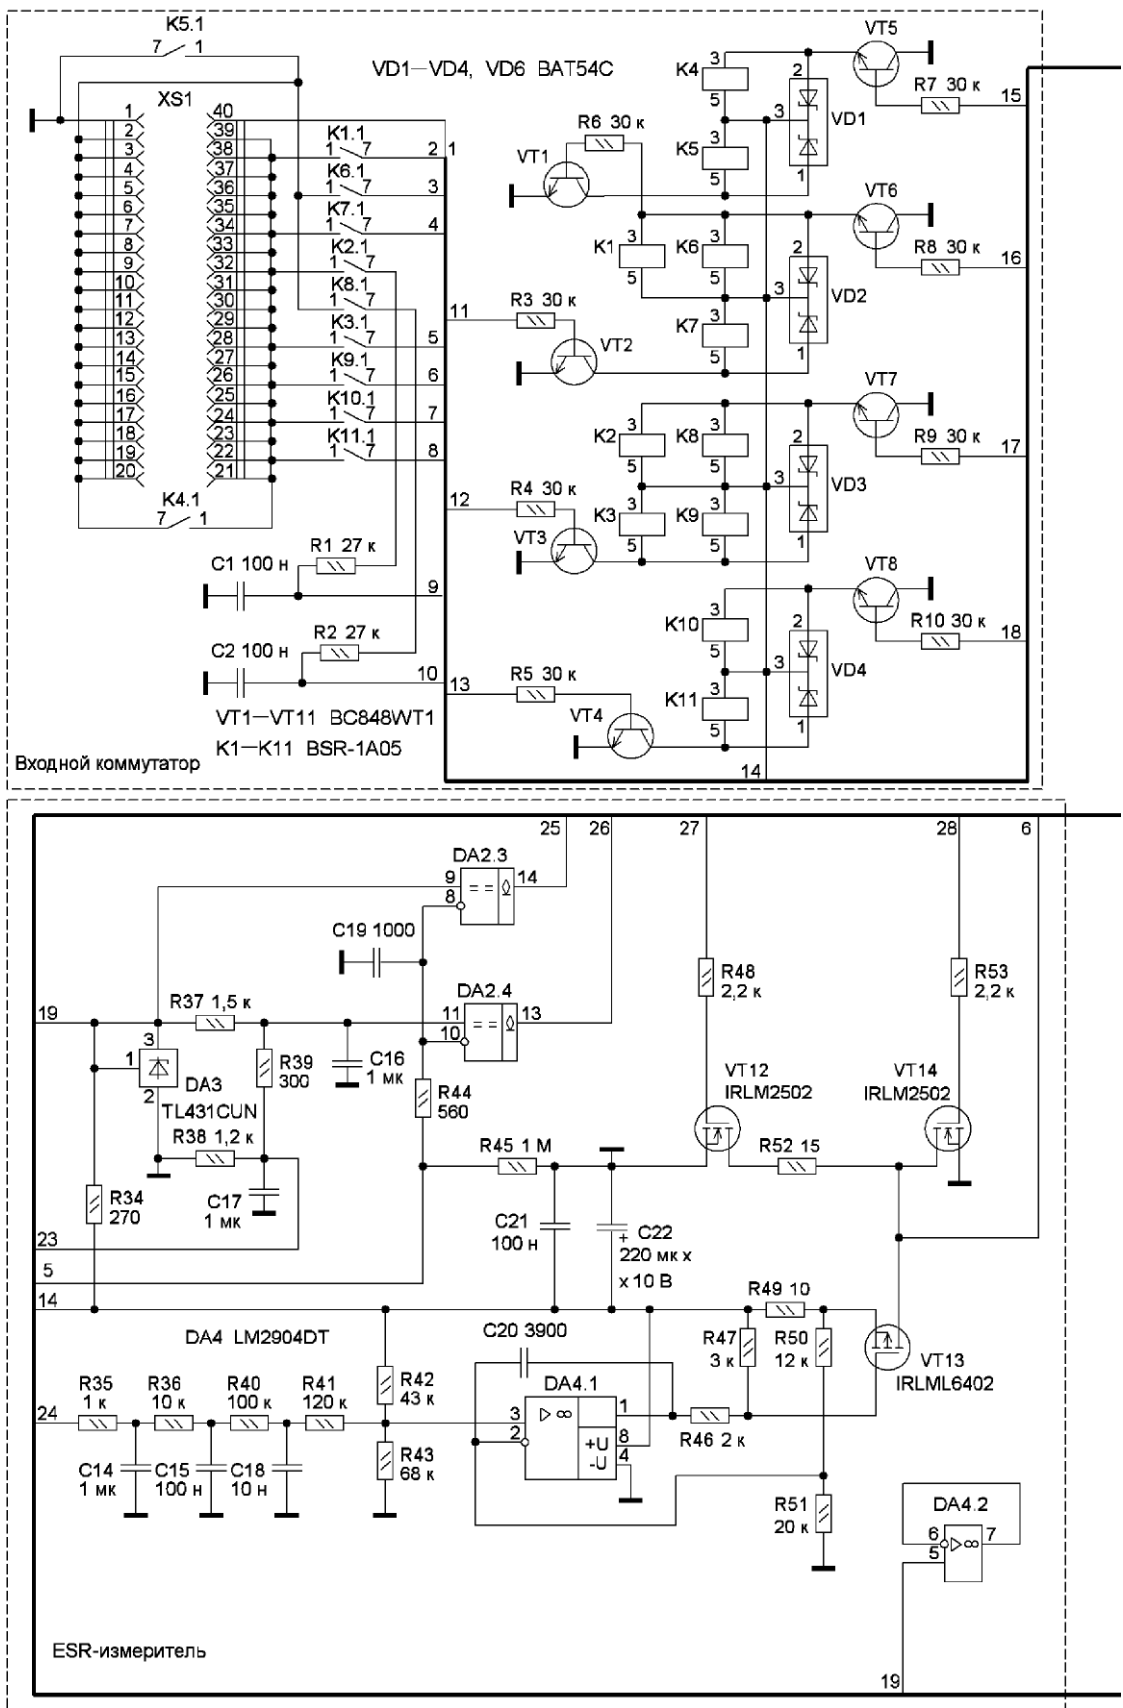 K5.1
7 1
VD1—VD4, VD6 BAT54C
XS1
1 40
2 39
3 38
4 37
5 36
6 35
7 34
8 33
9 32
10 31
11 30
12 29
13 28
14 27
15 26
16 25
17 24
18 23
19 22
20 21
K4.1
7 1
K1.1
1 7 2 1
K6.1
1 7 3
K7.1
1 7 4
K2.1
1 7
K8.1
1 7
K3.1
1 7 5
K9.1
1 7 6
K10.1
1 7 7
K11.1
1 7 8
R1 27 к
C1 100 н
9
R2 27 к
C2 100 н
10
VT1—VT11 BC848WT1
K1—K11 BSR-1A05
Входной коммутатор
VT5
R7 30 к
15
K4
3
5
2
3
VD1
1
K5
3
5
R6 30 к
VT1
VT6
R8 30 к
16
K1
3
5
K6
3
5
2
3
VD2
1
K7
3
5
11
R3 30 к
VT2
VT7
R9 30 к
17
K2
3
5
K8
3
5
2
3
VD3
1
K3
3
5
K9
3
5
12
R4 30 к
VT3
VT8
R10 30 к
18
K10
3
5
2
3
VD4
1
K11
3
5
13
R5 30 к
VT4
14
25 26 27 28 6
DA2.3
9
8
= =
14
C19 1000
DA2.4
11
10
= =
13
R48
2,2 к
R53
2,2 к
19
R37 1,5 к
3
1
2
DA3
TL431CUN
R39
300
C16
1 мк
R44
560
R38 1,2 к
C17
1 мк
R34
270
VT12
IRLM2502
VT14
IRLM2502
R45 1 М
R52 15
C21
100 н
+ C22
220 мк х
х 10 В
23
5
14
R49 10
R47
3 к
R50
12 к
VT13
IRLML6402
DA4 LM2904DT
C20 3900
DA4.1
3
2
▷ ∞
+U
-U
1
8
4
24
R35
1 к
R36
10 к
R40
100 к
R41
120 к
R42
43 к
R43
68 к
C14
1 мк
C15
100 н
C18
10 н
R46 2 к
R51
20 к
DA4.2
6
5
▷∞
7
19
ESR-измеритель